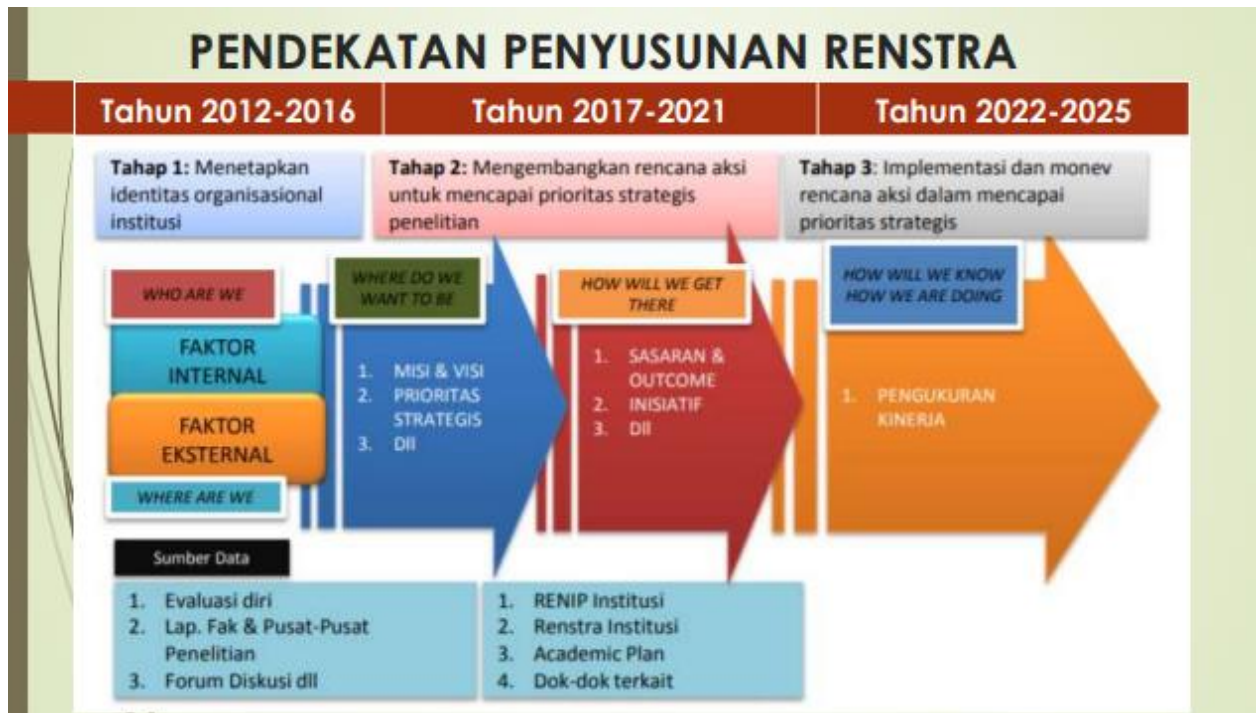 PENDEKATAN PENYUSUNAN RENSTRA
Tahun 2012-2016
Tahun 2017-2021
Tahun 2022-2025
Tahap 1: Menetapkan
identitas organisasional
institusi
Tahap 2: Mengembangkan rencana aksi
untuk mencapai prioritas strategis
penelitian
Tahap 3: Implementasi dan monev
rencana aksi dalam mencapai
prioritas strategis
WHO ARE WE
FAKTOR
INTERNAL
FAKTOR
EKSTERNAL
WHERE ARE WE
WHERE DO WE
WANT TO BE
1. MISI & VISI
2. PRIORITAS
STRATEGIS
3. Dll
HOW WILL WE GET
THERE
1. SASARAN &
OUTCOME
2. INISIATIF
3. Dll
HOW WILL WE KNOW
HOW WE ARE DOING
1. PENGUKURAN
KINERJA
Sumber Data
1. Evaluasi diri
2. Lap. Fak & Pusat-Pusat
Penelitian
3. Forum Diskusi dll
1. RENIP Institusi
2. Renstra Institusi
3. Academic Plan
4. Dok-dok terkait